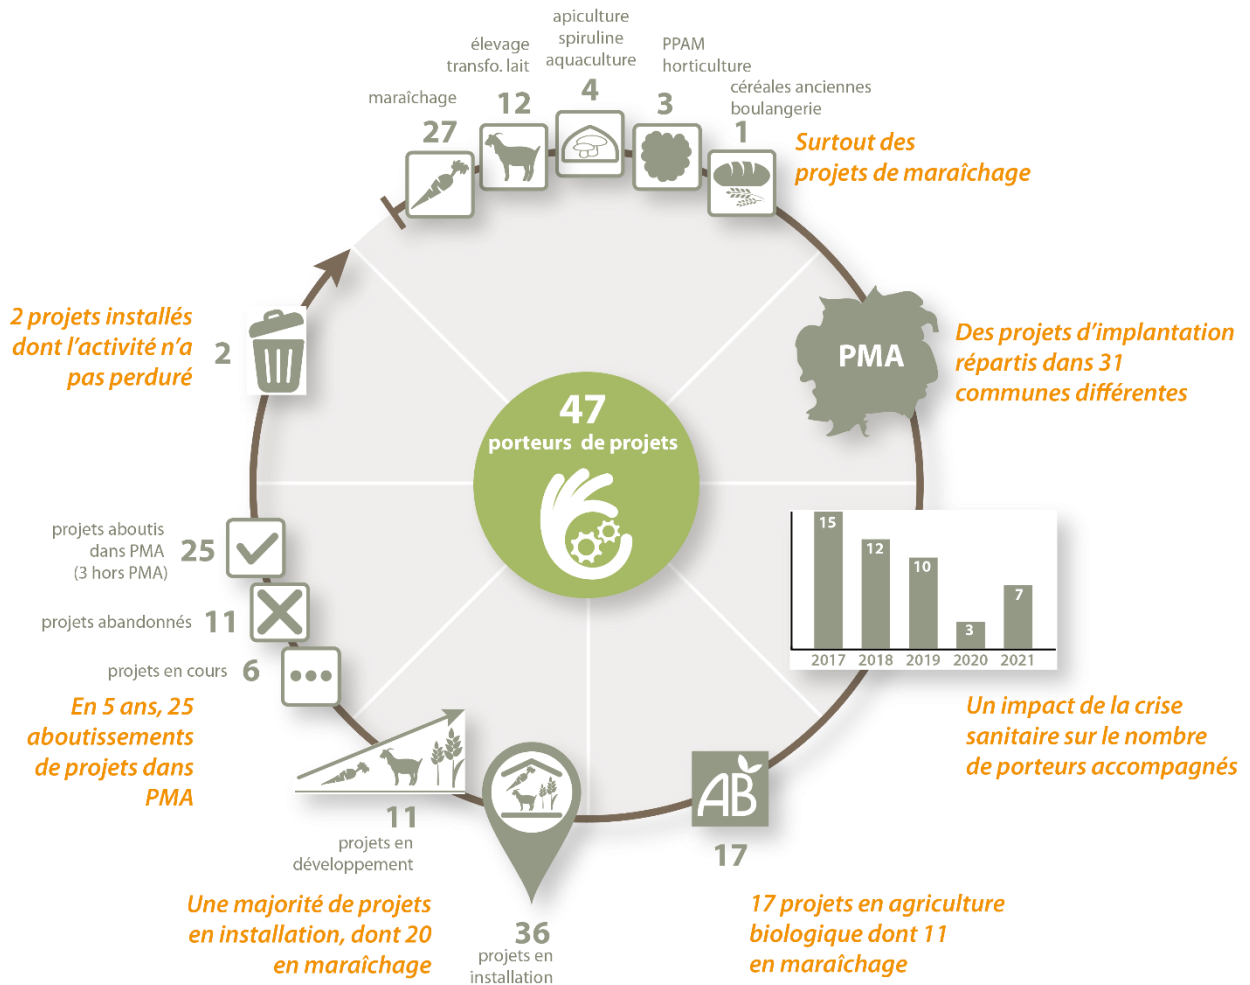 apiculture
spiruline
aquaculture
4
élevage
transfo. lait
12
PPAM
horticulture
3
maraîchage
27
céréales anciennes
boulangerie
1
Surtout des
projets de maraîchage
PMA
Des projets d'implantation
répartis dans 31
communes différentes
2 projets installés
dont l'activité n'a
pas perduré
2
47
porteurs de projets
15
12
10
3
7
2017
2018
2019
2020
2021
Un impact de la crise
sanitaire sur le nombre
de porteurs accompagnés
projets aboutis
dans PMA
(3 hors PMA)
25
projets abandonnés
11
projets en cours
6
En 5 ans, 25
aboutissements
de projets dans
PMA
11
projets en
développement
Une majorité de projets
en installation, dont 20
en maraîchage
36
projets en
installation
AB
17
17 projets en agriculture
biologique dont 11
en maraîchage